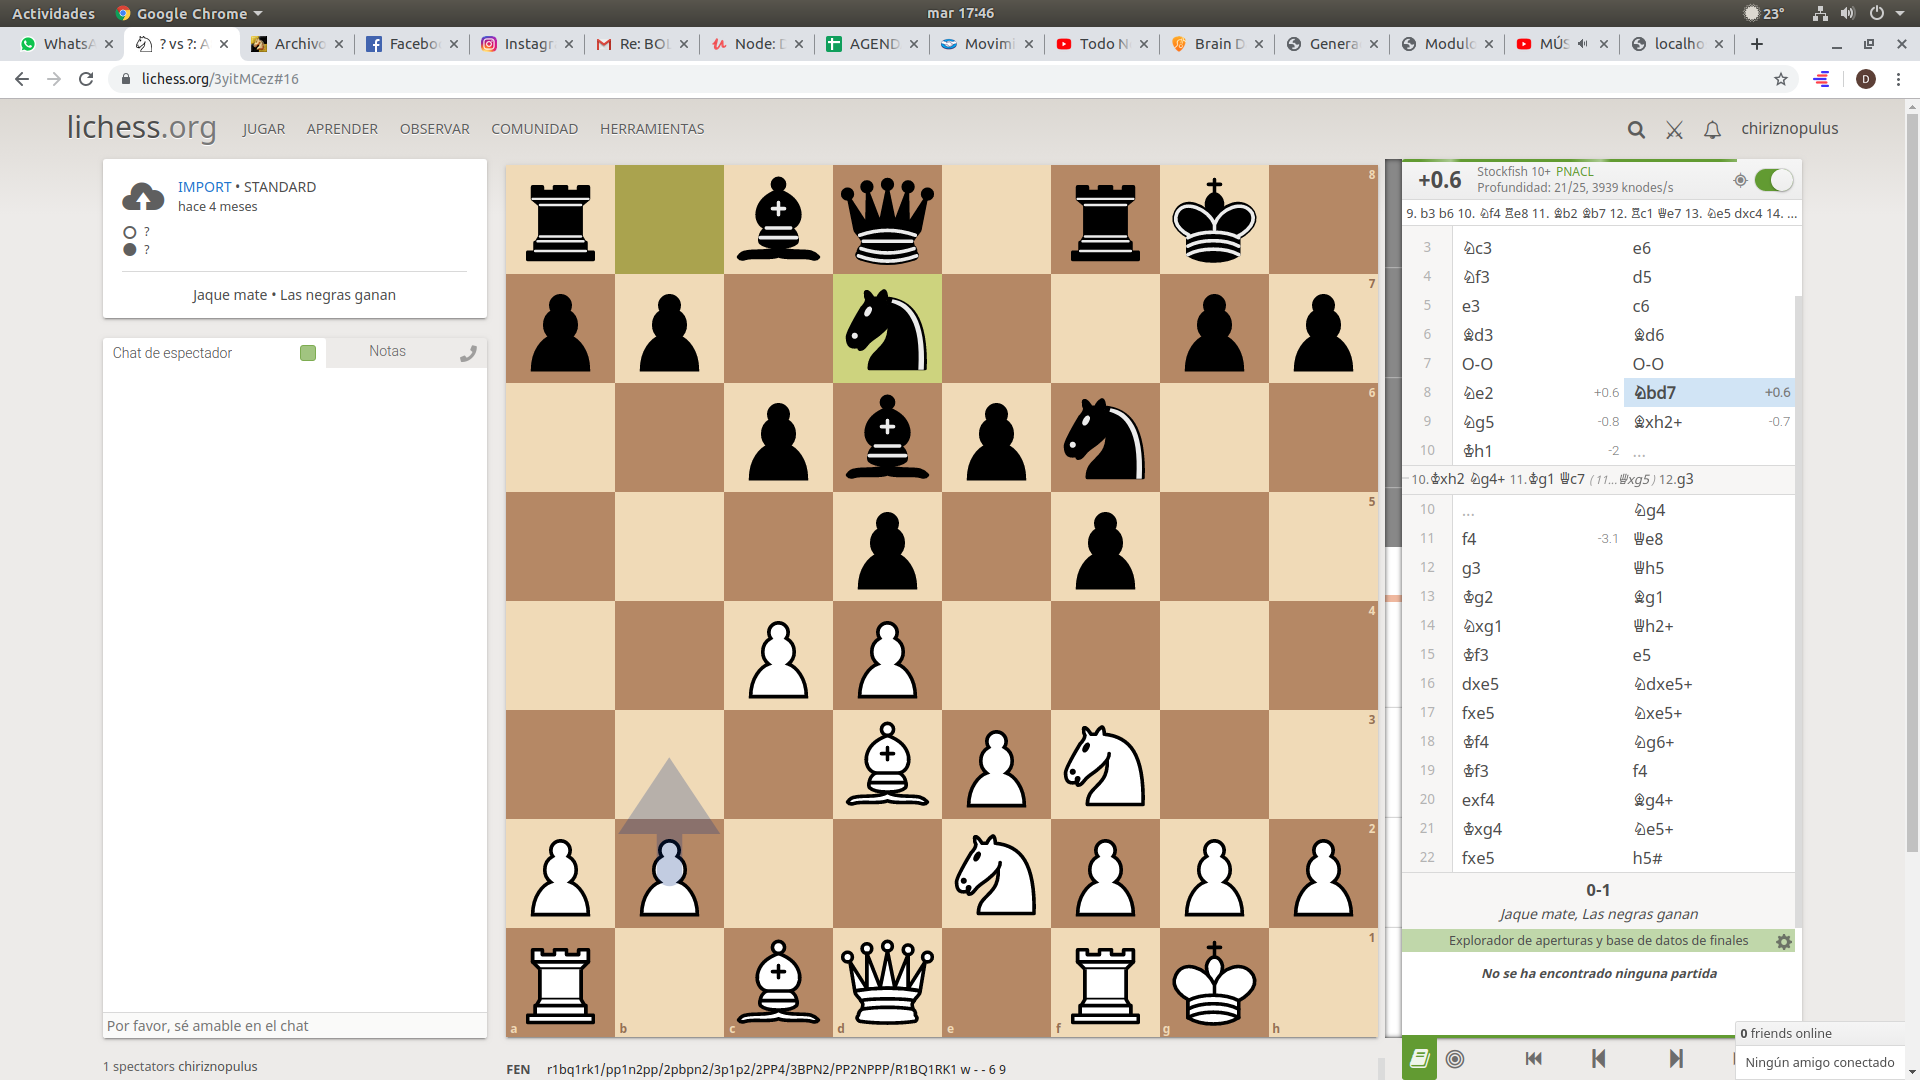 Actividades Google Chrome mar 17:46 23°
WhatsA ? vs ?: A Archivo Facebo Instagr Re: BOL Node: D AGEND Movimi Todo N Brain D Genera Modulo MÚS localho
lichess.org/3yitMCez#16 D
lichess.org JUGAR APRENDER OBSERVAR COMUNIDAD HERRAMIENTAS chiriznopulus
IMPORT • STANDARD
hace 4 meses
?
?
Jaque mate • Las negras ganan
Chat de espectador Notas
Por favor, sé amable en el chat
1 spectators chiriznopulus
8
7
6
5
4
3
2
1
a b c d e f g h
FEN r1bq1rk1/pp1n2pp/2pbpn2/3p1p2/2PP4/3BPN2/PP2NPPP/R1BQ1RK1 w - - 6 9
+0.6 Stockfish 10+ PNACL
Profundidad: 21/25, 3939 knodes/s
9. b3 b6 10. ♘f4 ♖e8 11. ♗b2 ♗b7 12. ♖c1 ♕e7 13. ♘e5 dxc4 14. ...
3 ♘c3 e6
4 ♘f3 d5
5 e3 c6
6 ♗d3 ♗d6
7 O-O O-O
8 ♘e2 +0.6 ♘bd7 +0.6
9 ♘g5 -0.8 ♗xh2+ -0.7
10 ♔h1 -2 ...
10.♔xh2 ♘g4+ 11.♔g1 ♕c7 (11...♕xg5) 12.g3
10 ... ♘g4
11 f4 -3.1 ♕e8
12 g3 ♕h5
13 ♔g2 ♗g1
14 ♘xg1 ♕h2+
15 ♔f3 e5
16 dxe5 ♘dxe5+
17 fxe5 ♘xe5+
18 ♔f4 ♘g6+
19 ♔f3 f4
20 exf4 ♗g4+
21 ♔xg4 ♘e5+
22 fxe5 h5#
0-1
Jaque mate, Las negras ganan
Explorador de aperturas y base de datos de finales
No se ha encontrado ninguna partida
0 friends online
Ningún amigo conectado